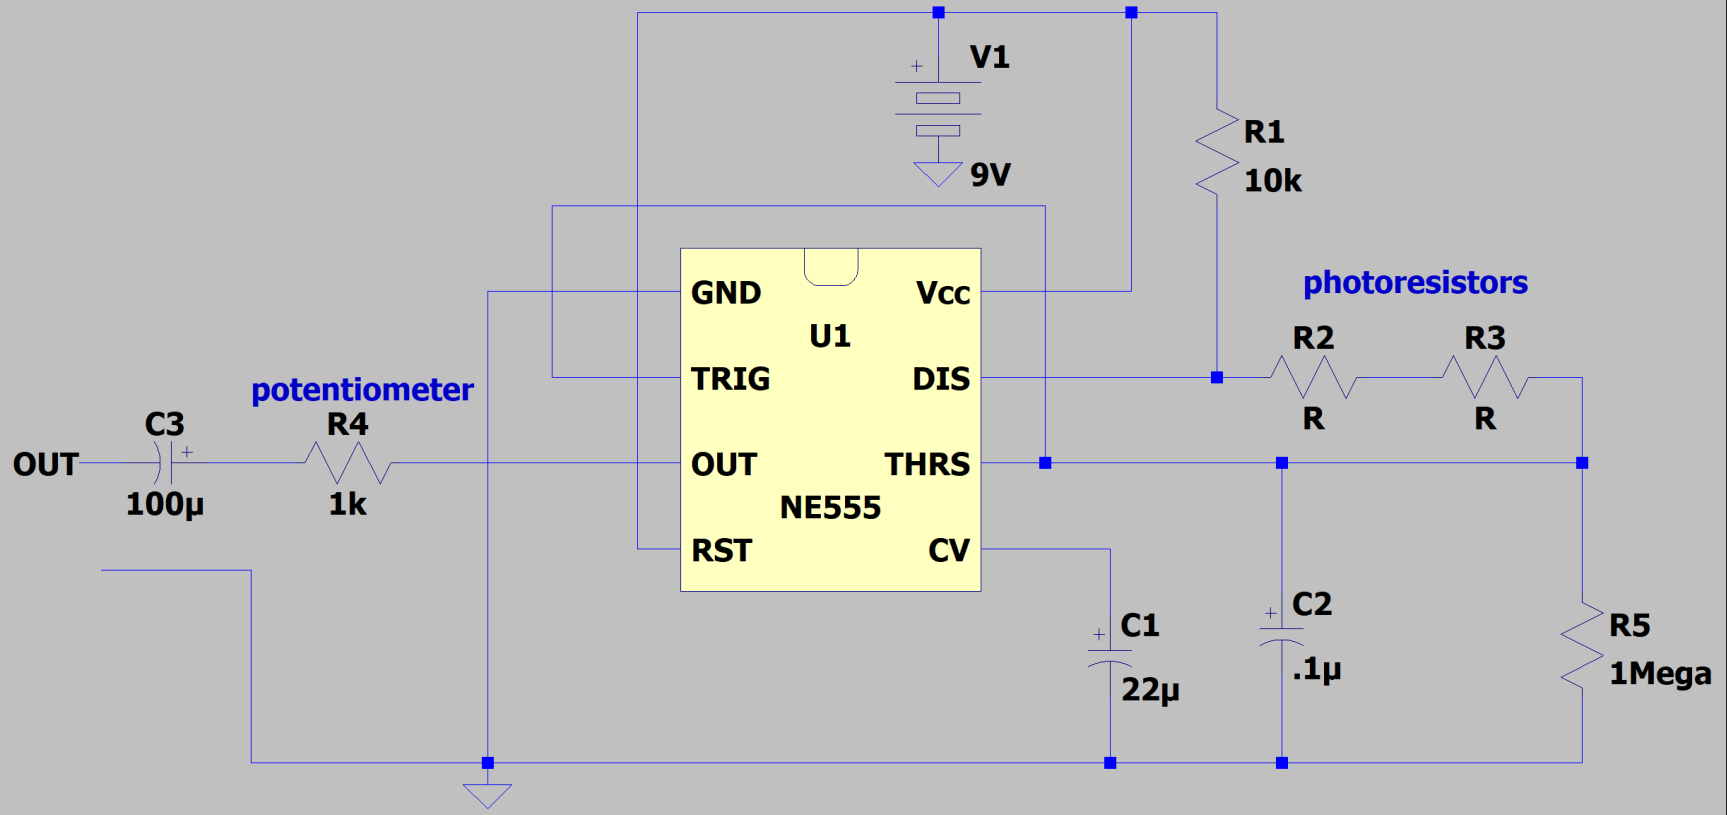 V1
9V
R1
10k
photoresistors
R2
R
R3
R
GND
Vcc
U1
TRIG
DIS
OUT
THRS
NE555
RST
CV
potentiometer
C3
R4
OUT
100µ
1k
C1
22µ
C2
.1µ
R5
1Mega